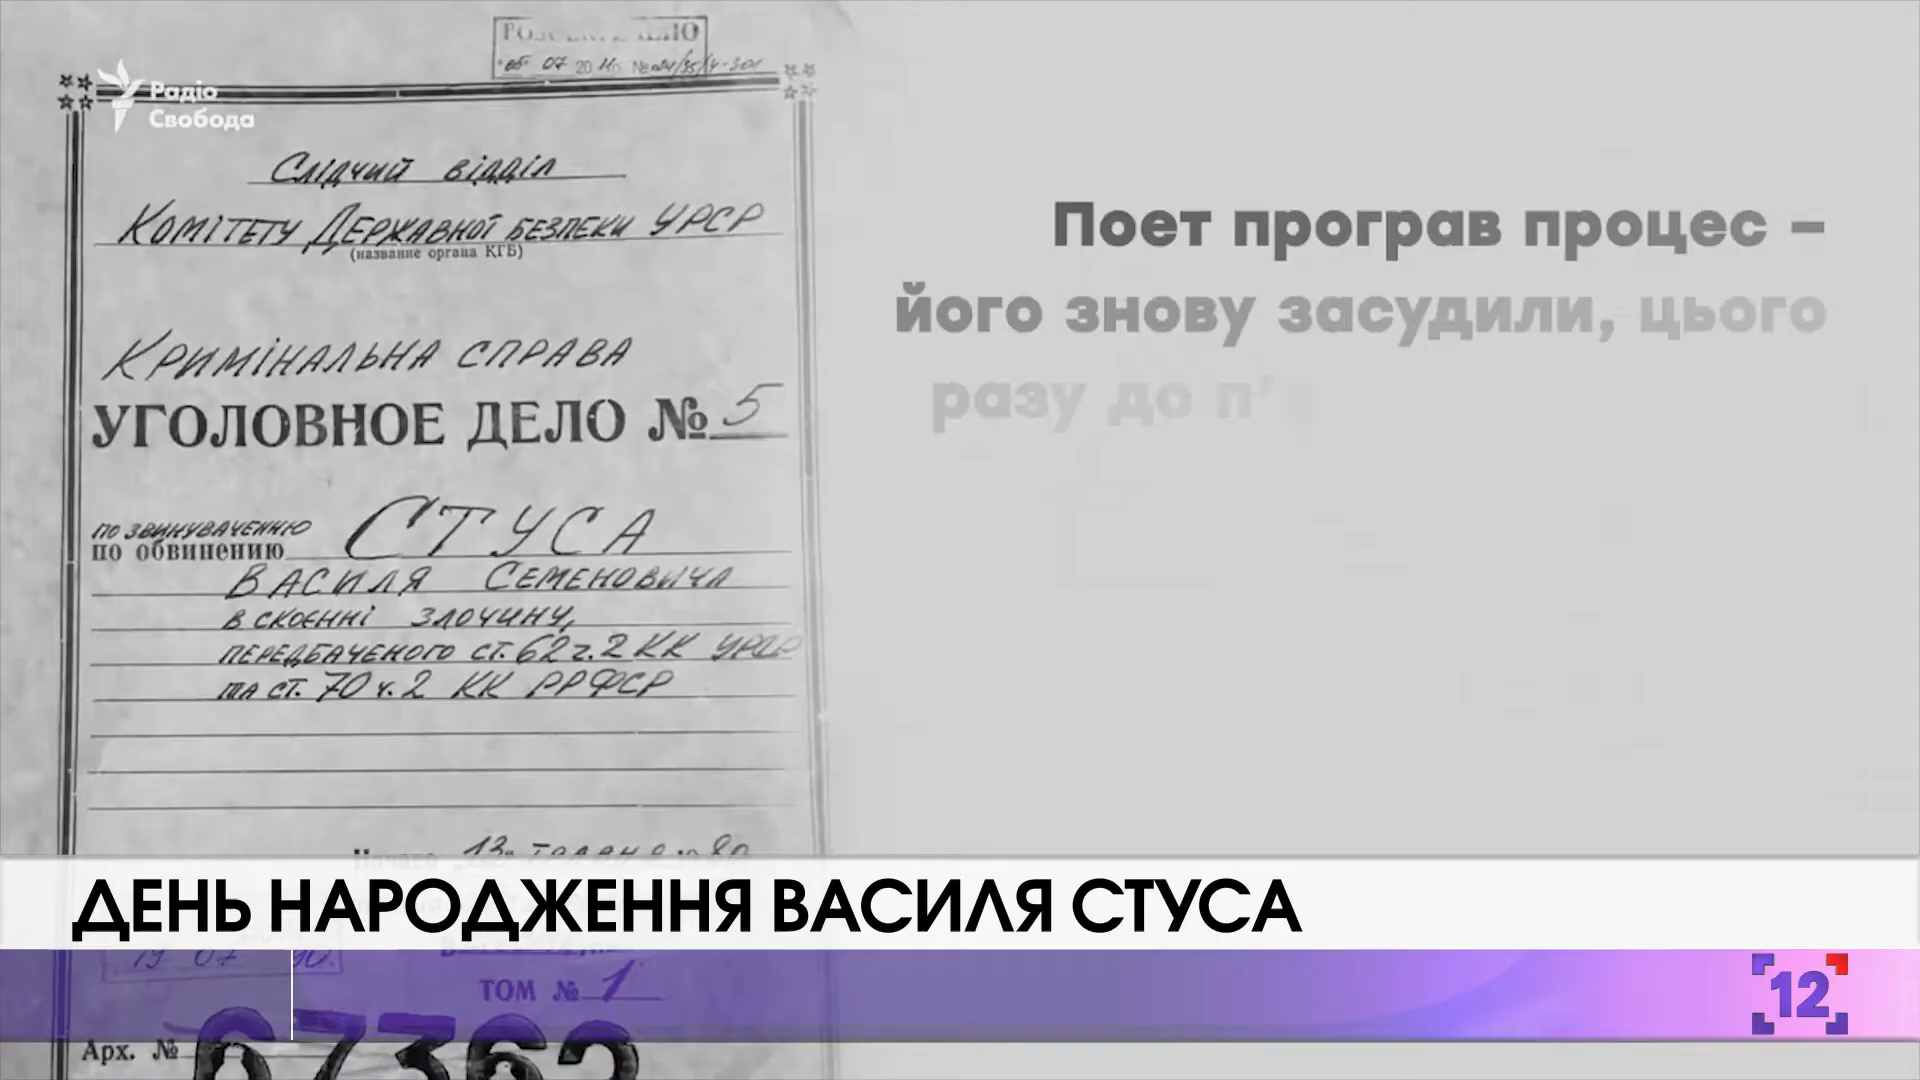 Радіо
Свобода
Слідчий відділ
Комітету Державної безпеки УРСР
(название органа КГБ)
Кримінальна справа
УГОЛОВНОЕ ДЕЛО № 5
по звинуваченню
по обвинению СТУСА
Василя Семеновича
в скоєнні злочину,
передбаченого ст. 62 ч. 2 КК УРСР
та ст. 70 ч. 2 КК РРФСР
Поет програв процес –
його знову засудили, цього
разу до п’
ДЕНЬ НАРОДЖЕННЯ ВАСИЛЯ СТУСА
ТОМ № 1
Арх. № 67362
12